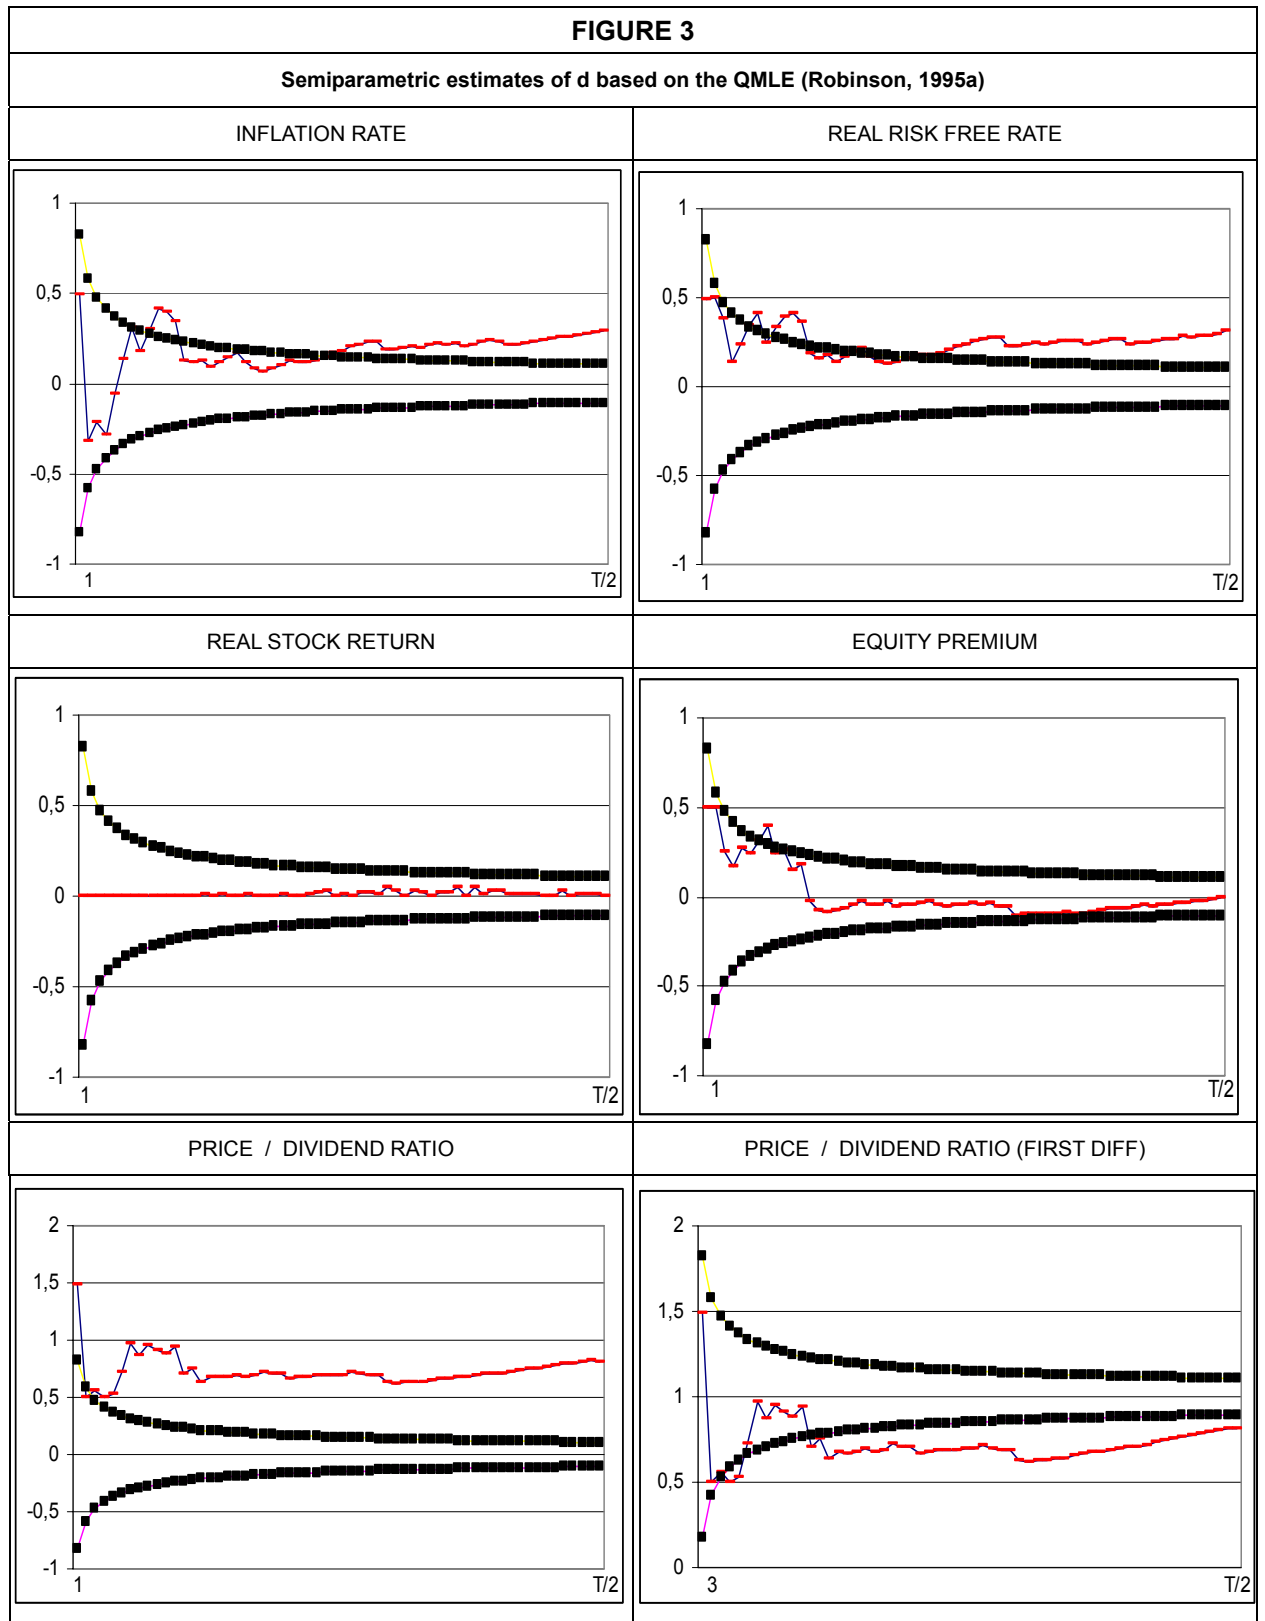 FIGURE 3
Semiparametric estimates of d based on the QMLE (Robinson, 1995a)
INFLATION RATE
REAL RISK FREE RATE
1
0,5
0
-0,5
-1
1
T/2
1
0,5
0
-0,5
-1
1
T/2
REAL STOCK RETURN
EQUITY PREMIUM
1
0,5
0
-0,5
-1
1
T/2
1
0,5
0
-0,5
-1
1
T/2
PRICE / DIVIDEND RATIO
PRICE / DIVIDEND RATIO (FIRST DIFF)
2
1,5
1
0,5
0
-0,5
-1
1
T/2
2
1,5
1
0,5
0
3
T/2